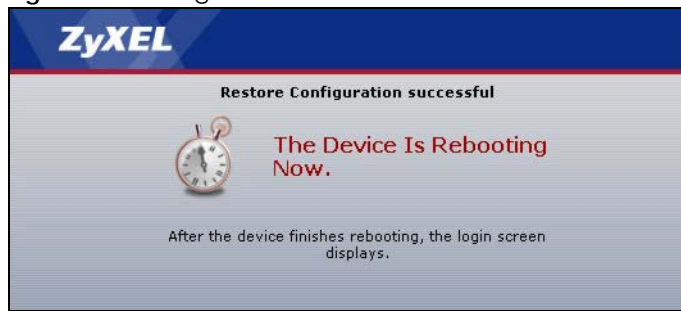 ZyXEL
Restore Configuration successful
The Device Is Rebooting
Now.
After the device finishes rebooting, the login screen
displays.